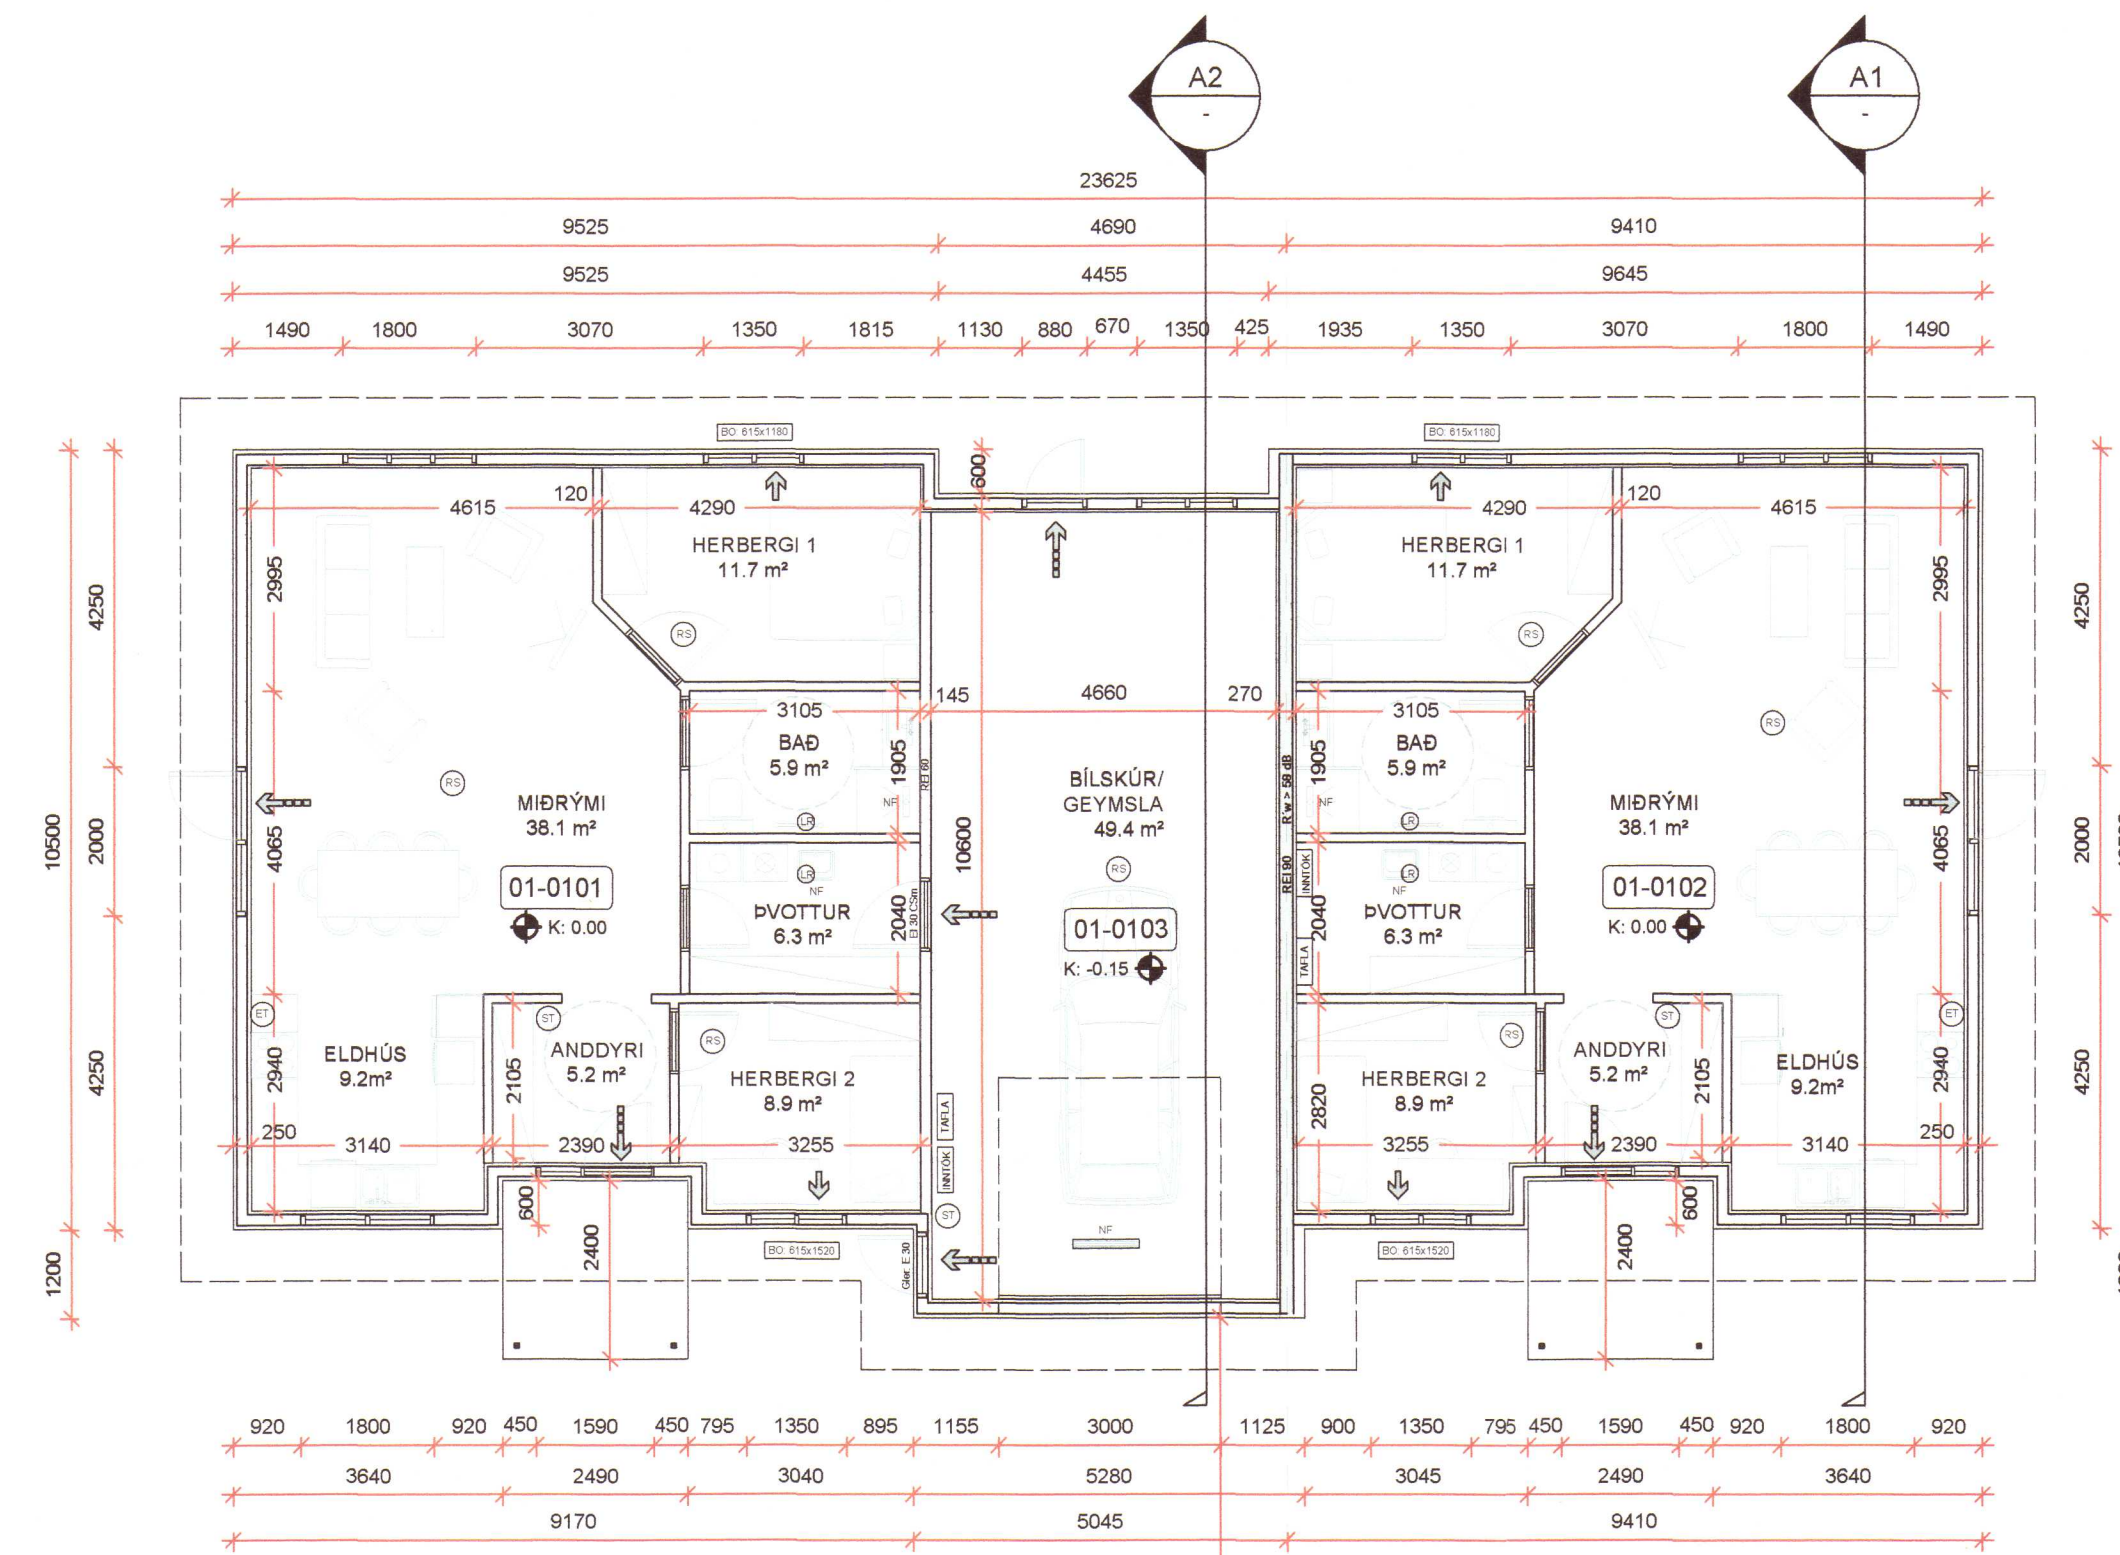 A2
-
A1
-
23625
9525 4690 9410
9525 4455 9645
1490 1800 3070 1350 1815 1130 880 670 1350 425 1935 1350 3070 1800 1490
BO: 615x1180
BO: 615x1180
600
4615 120 4290
4290 120 4615
HERBERGI 1
11.7 m²
HERBERGI 1
11.7 m²
2995
2995
4250
4250
RS
RS
145 4660 270
3105
3105
RS
RS
BAÐ
5.9 m²
BAÐ
5.9 m²
1905
1905
REI 60
R'w > 58 dB
REI 90
BÍLSKÚR/
GEYMSLA
49.4 m²
RS
MIÐRÝMI
38.1 m²
MIÐRÝMI
38.1 m²
NF
NF
LR
LR
10500
2000
4065
10600
4065
2000
LR
NF
LR
NF
INNTÖK
01-0101
K: 0.00
01-0102
K: 0.00
01-0103
K: -0.15
ÞVOTTUR
6.3 m²
ÞVOTTUR
6.3 m²
2040
EI 30 CSm
2040
TAFLA
ET
ST
RS
RS
ST
ET
ELDHÚS
9.2m²
ANDDYRI
5.2 m²
HERBERGI 2
8.9 m²
HERBERGI 2
8.9 m²
ANDDYRI
5.2 m²
ELDHÚS
9.2m²
4250
2940
2105
2820
2105
2940
4250
TAFLA
INNTÖK
250 3140 2390 3255
3255 2390 3140 250
ST
NF
600
600
2400
2400
1200
BO: 615x1520
BO: 615x1520
Gler: E 30
920 1800 920 450 1590 450 795 1350 895 1155 3000 1125 900 1350 795 450 1590 450 920 1800 920
3640 2490 3040 5280 3045 2490 3640
9170 5045 9410